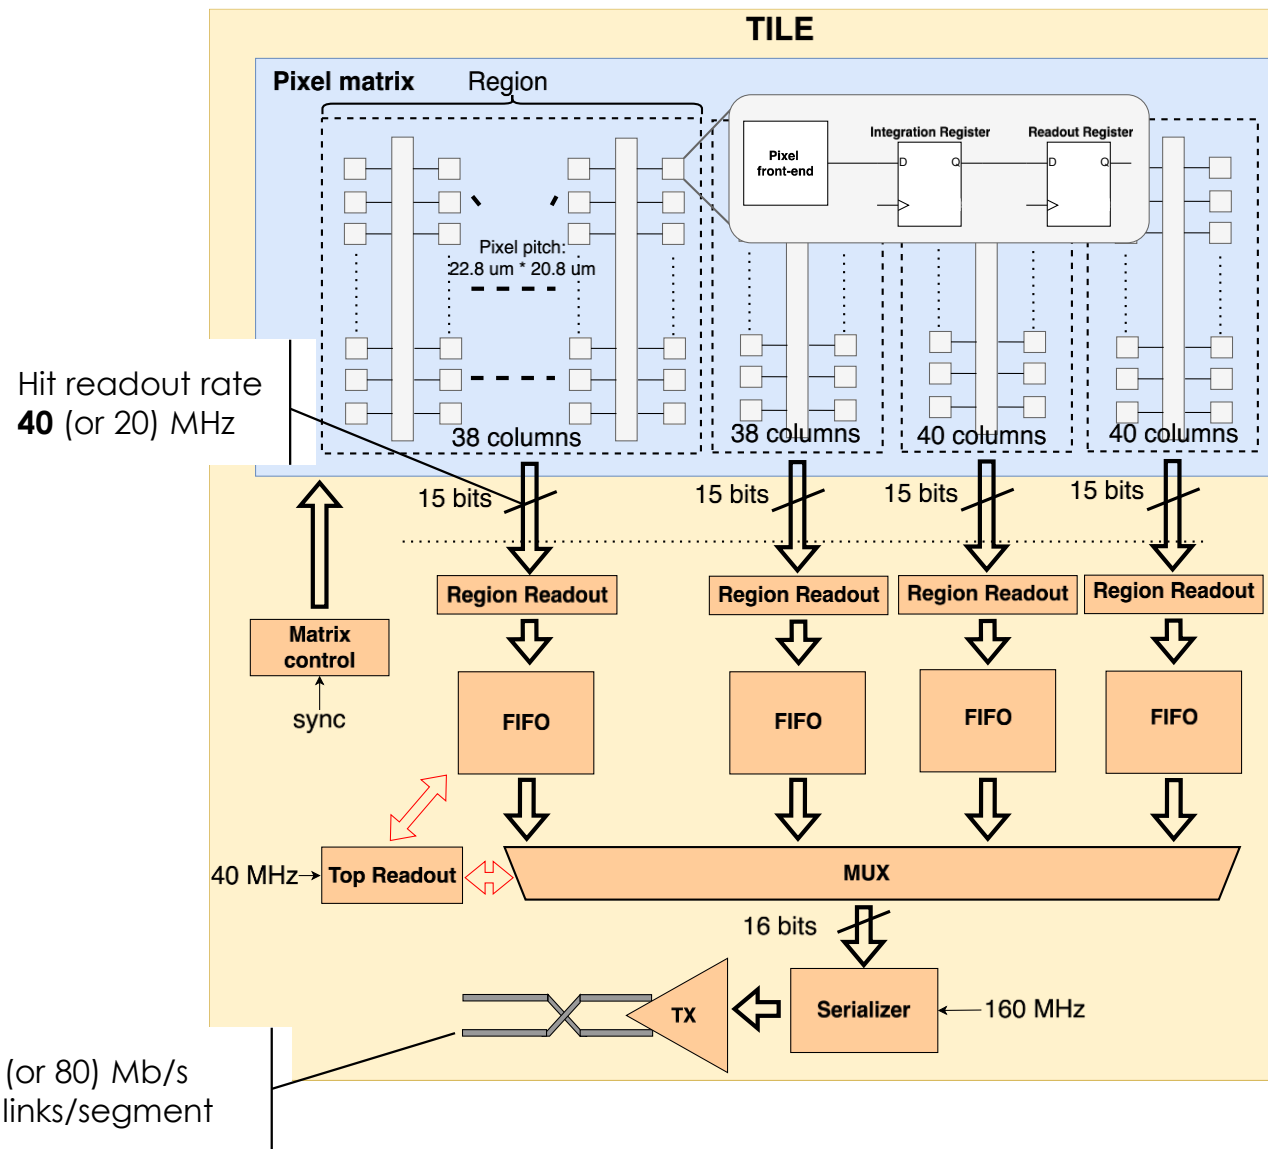 TILE
Pixel matrix
Region
Pixel
front-end
Integration Register
Readout Register
D
Q
D
Q
Pixel pitch:
22.8 um * 20.8 um
Hit readout rate
40 (or 20) MHz
38 columns
38 columns
40 columns
40 columns
15 bits
15 bits
15 bits
15 bits
Region Readout
Region Readout
Region Readout
Region Readout
Matrix
control
sync
FIFO
FIFO
FIFO
FIFO
40 MHz
Top Readout
MUX
16 bits
TX
Serializer
160 MHz
(or 80) Mb/s
links/segment